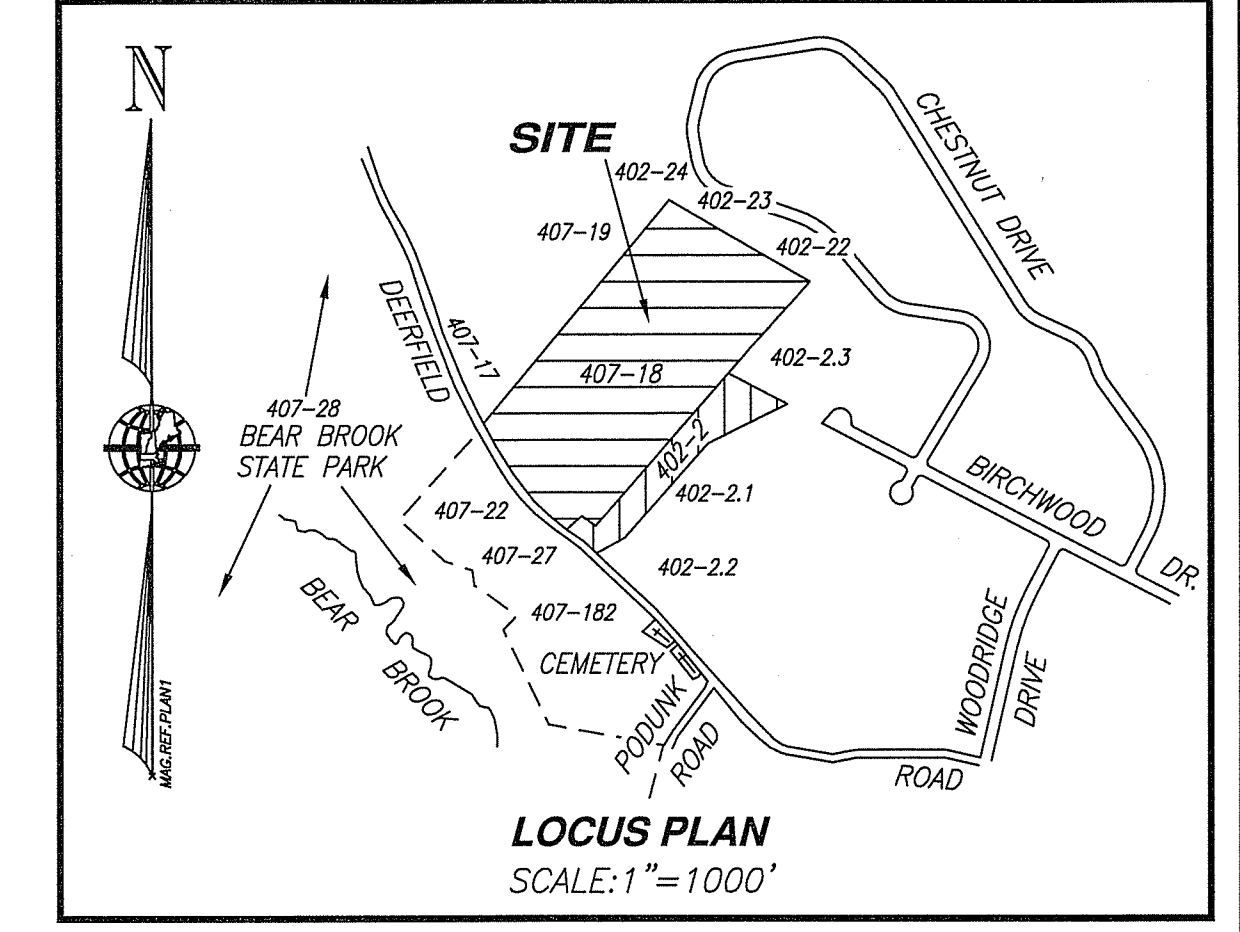 N
SITE
402-24
402-23
402-22
407-19
CHESTNUT DRIVE
DEERFIELD
407-17
407-18
402-2.3
407-28
BEAR BROOK
STATE PARK
402-2
402-2.1
BIRCHWOOD
DR.
407-22
407-27
402-2.2
407-182
BEAR
BROOK
CEMETERY
PODUNK
ROAD
WOODRIDGE
DRIVE
ROAD
MAG.REF.PLAN1
LOCUS PLAN
SCALE:1"=1000'